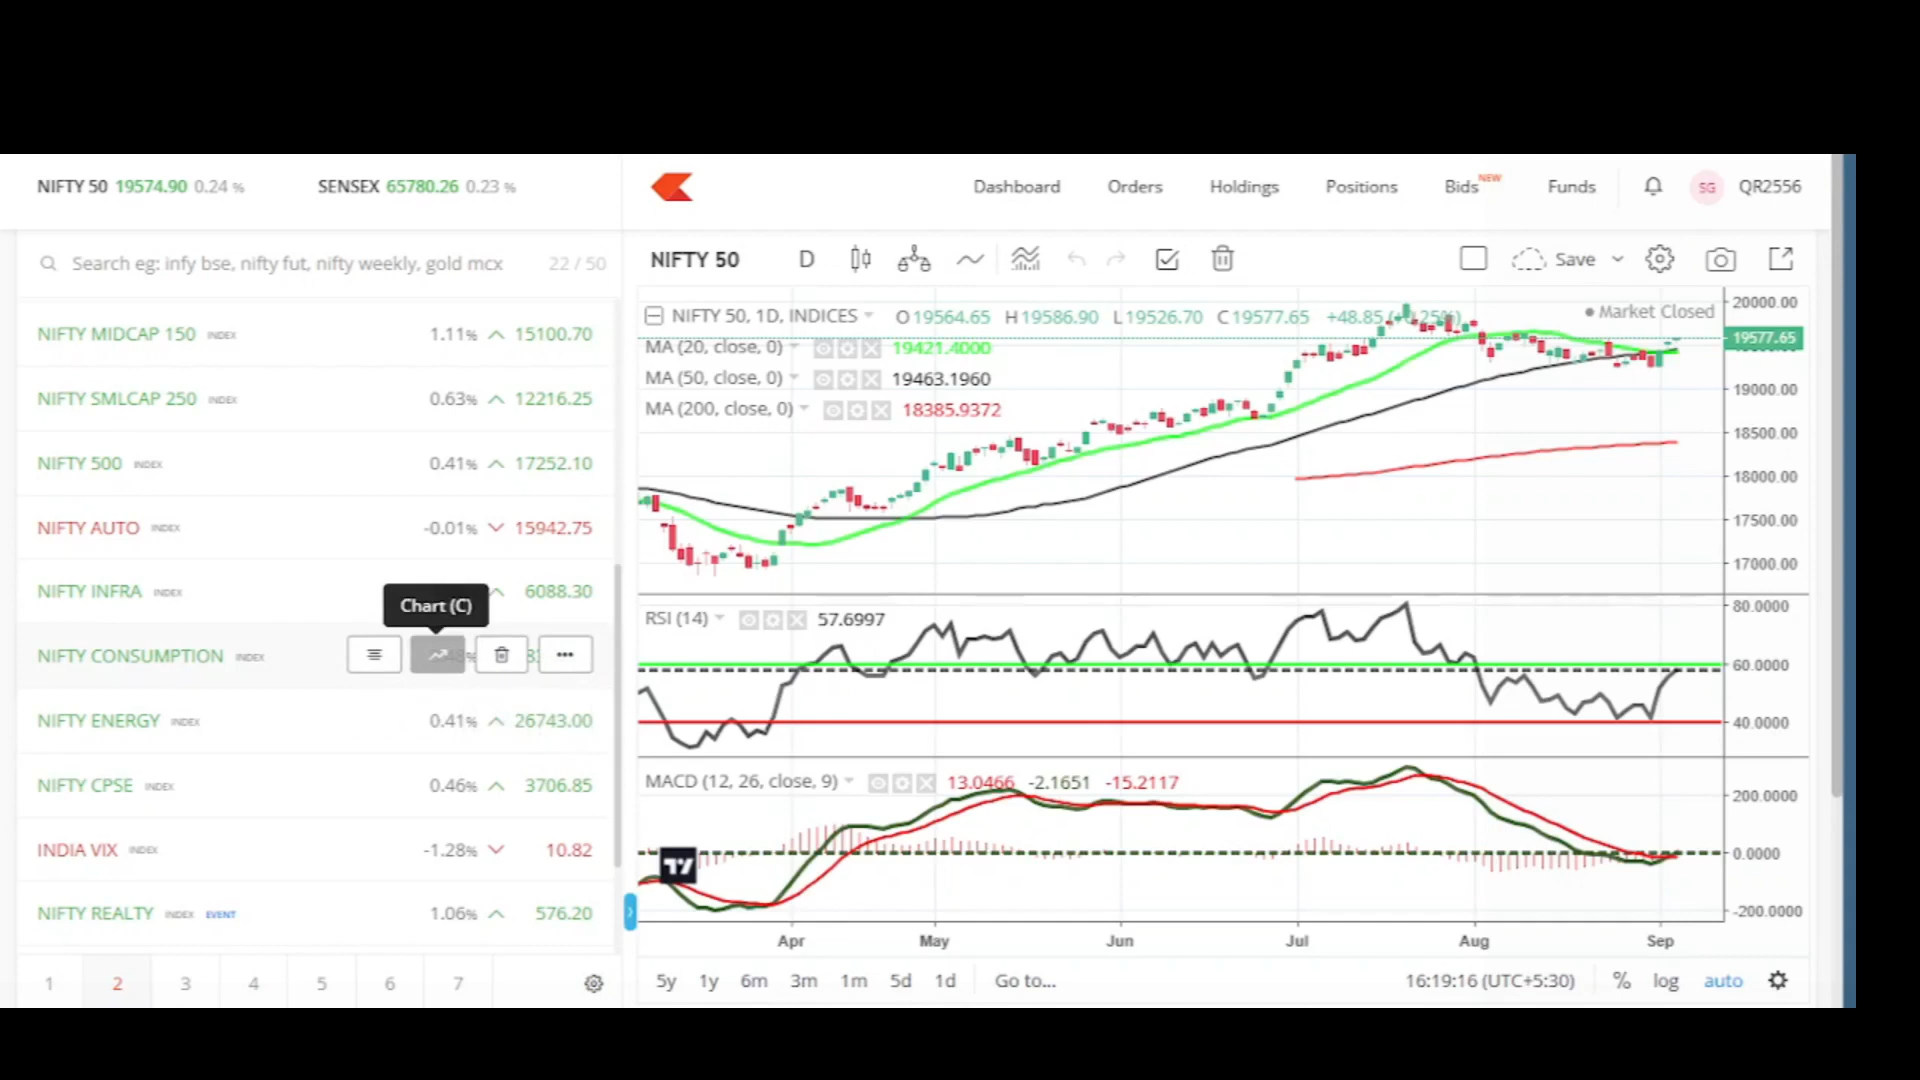 NIFTY 50 19574.90 0.24 % SENSEX 65780.26 0.23 %
Dashboard Orders Holdings Positions Bids NEW Funds SG QR2556
Search eg: infy bse, nifty fut, nifty weekly, gold mcx 22 / 50
NIFTY MIDCAP 150 INDEX 1.11% 15100.70
NIFTY SMLCAP 250 INDEX 0.63% 12216.25
NIFTY 500 INDEX 0.41% 17252.10
NIFTY AUTO INDEX -0.01% 15942.75
NIFTY INFRA INDEX 6088.30
Chart (C)
NIFTY CONSUMPTION INDEX
NIFTY ENERGY INDEX 0.41% 26743.00
NIFTY CPSE INDEX 0.46% 3706.85
INDIA VIX INDEX -1.28% 10.82
NIFTY REALTY INDEX EVENT 1.06% 576.20
1 2 3 4 5 6 7
NIFTY 50 D Save
NIFTY 50, 1D, INDICES O 19564.65 H 19586.90 L 19526.70 C 19577.65 +48.85 (+0.25%) Market Closed
MA (20, close, 0) 19421.4000
MA (50, close, 0) 19463.1960
MA (200, close, 0) 18385.9372
20000.00
19577.65
19000.00
18500.00
18000.00
17500.00
17000.00
RSI (14) 57.6997
80.0000
60.0000
40.0000
MACD (12, 26, close, 9) 13.0466 -2.1651 -15.2117
200.0000
0.0000
-200.0000
Apr May Jun Jul Aug Sep
5y 1y 6m 3m 1m 5d 1d Go to... 16:19:16 (UTC+5:30) % log auto